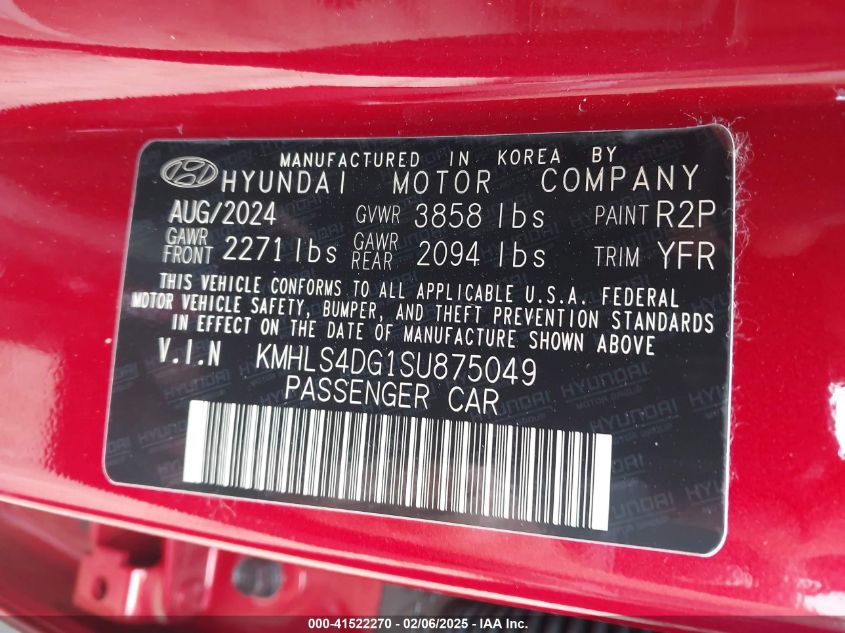 MANUFACTURED IN KOREA BY
HYUNDAI MOTOR COMPANY
AUG/2024 GVWR 3858 lbs PAINT R2P
GAWR FRONT 2271 lbs GAWR REAR 2094 lbs TRIM YFR
THIS VEHICLE CONFORMS TO ALL APPLICABLE U.S.A. FEDERAL
MOTOR VEHICLE SAFETY, BUMPER, AND THEFT PREVENTION STANDARDS
IN EFFECT ON THE DATE OF MANUFACTURE SHOWN ABOVE
V.I.N KMHLS4DG1SU875049
PASSENGER CAR
000-41522270 - 02/06/2025 - IAA Inc.